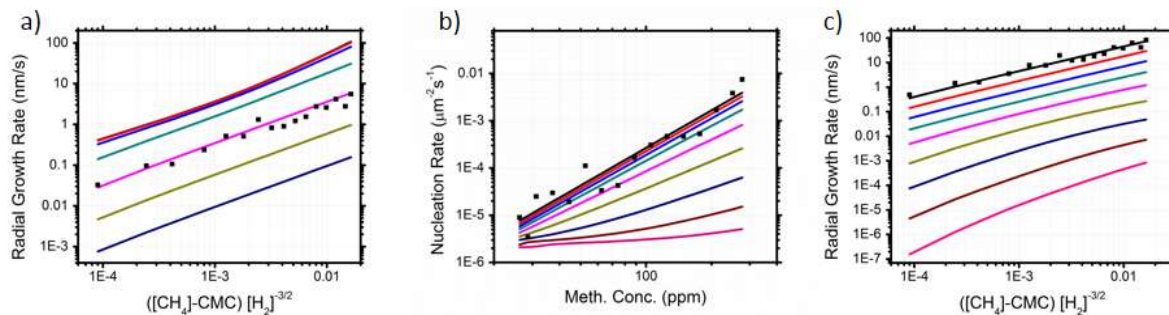 a)
Radial Growth Rate (nm/s)
100
10
1
0.1
0.01
1E-3
1E-4
1E-3
0.01
([CH₄]-CMC) [H₂]⁻³/²
b)
Nucleation Rate (μm⁻²s⁻¹)
0.01
1E-3
1E-4
1E-5
1E-6
100
Meth. Conc. (ppm)
c)
Radial Growth Rate (nm/s)
100
10
1
0.1
0.01
1E-3
1E-4
1E-5
1E-6
1E-7
1E-4
1E-3
0.01
([CH₄]-CMC) [H₂]⁻³/²